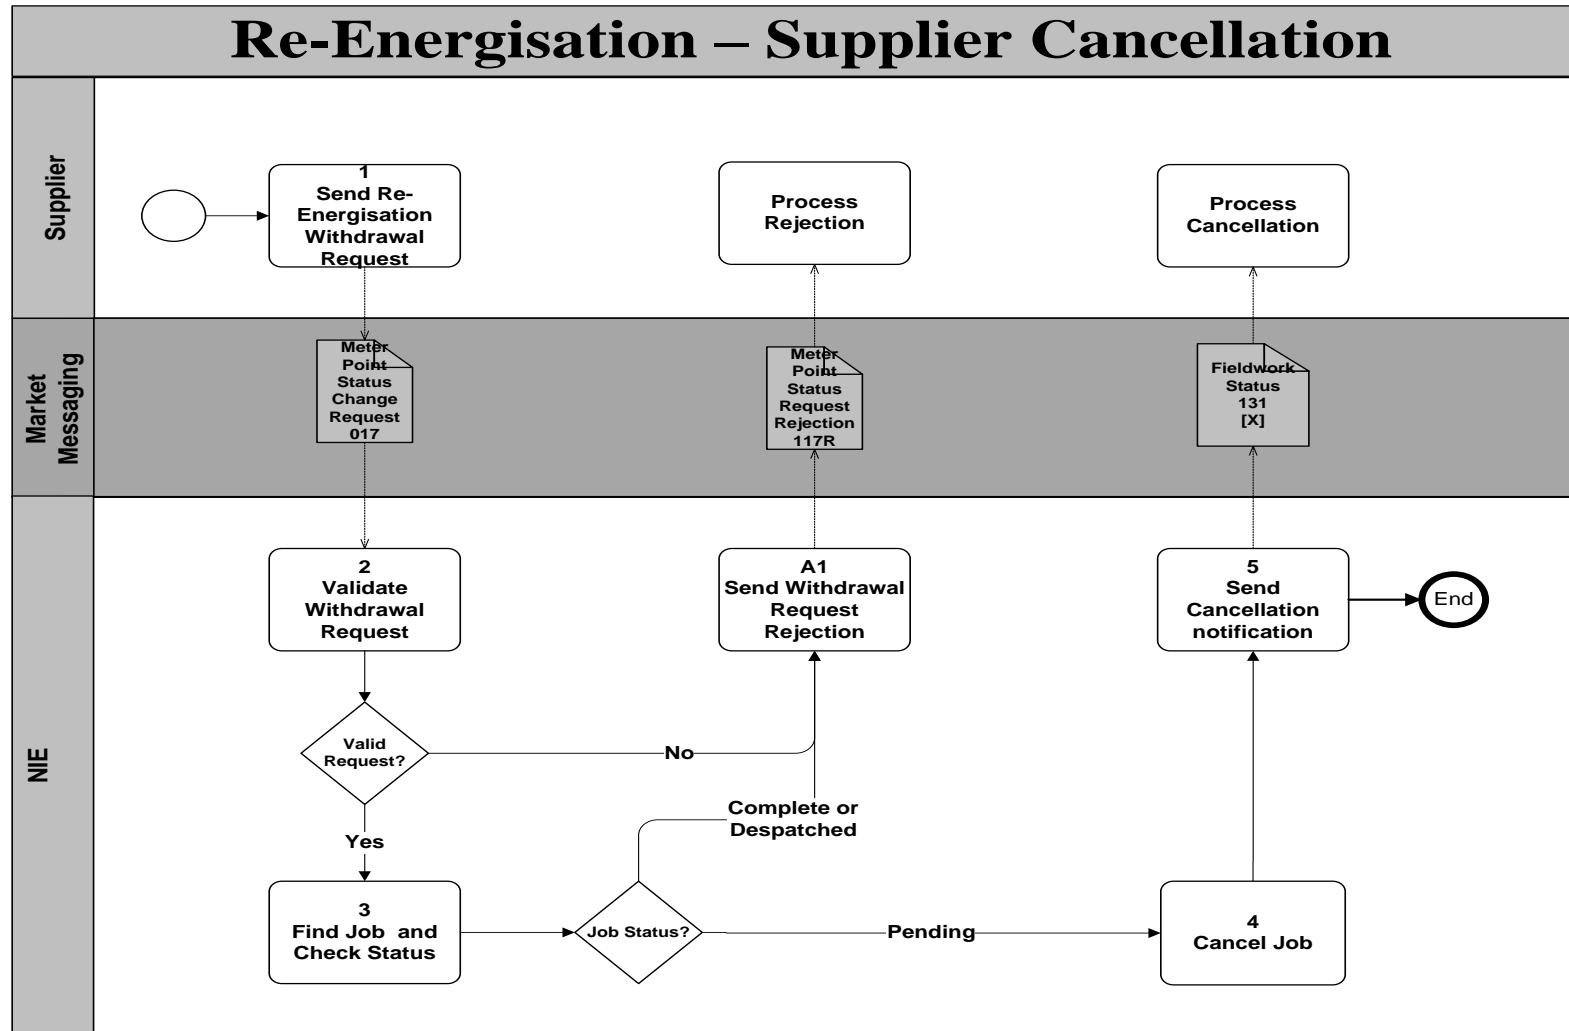 Re-Energisation – Supplier Cancellation
Supplier
1
Send Re-
Energisation
Withdrawal
Request
Process
Rejection
Process
Cancellation
Market
Messaging
Meter
Point
Status
Change
Request
017
Meter
Point
Status
Request
Rejection
117R
Fieldwork
Status
131
[X]
NIE
2
Validate
Withdrawal
Request
A1
Send Withdrawal
Request
Rejection
5
Send
Cancellation
notification
End
Valid
Request?
No
Yes
Complete or
Despatched
3
Find Job and
Check Status
Job Status?
Pending
4
Cancel Job